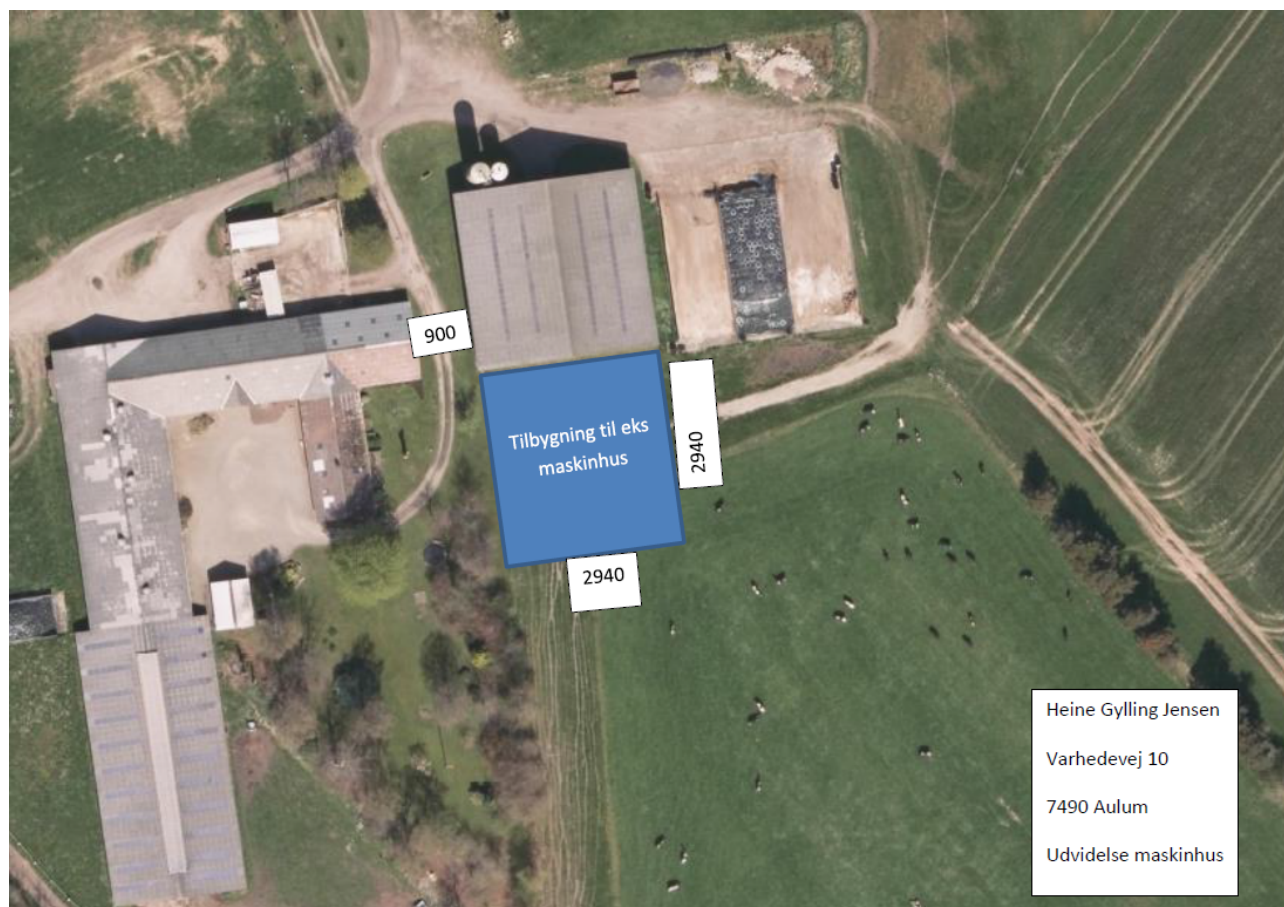 900
Tilbygning til eks
maskinhus
2940
2940
Heine Gylling Jensen
Varhedevej 10
7490 Aulum
Udvidelse maskinhus